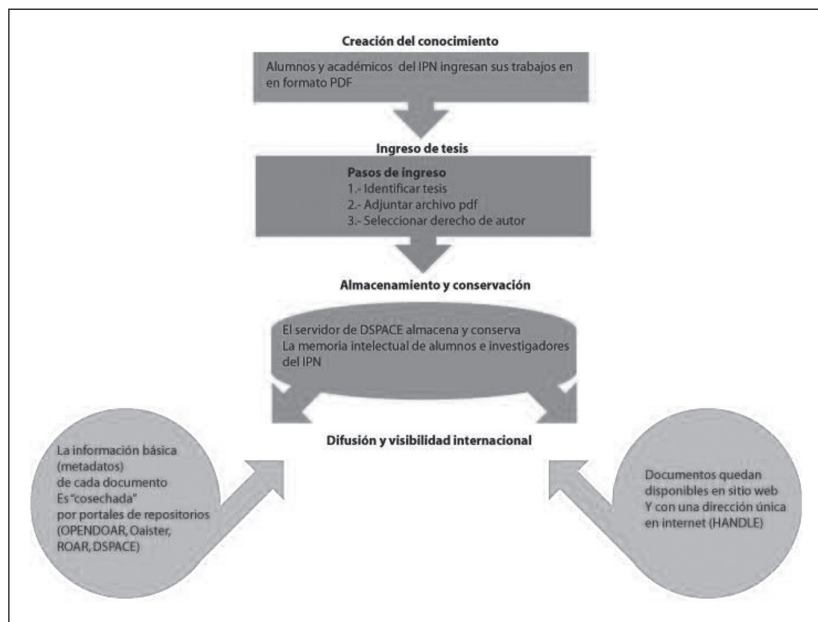 Creación del conocimiento
Alumnos y académicos del IPN ingresan sus trabajos en
en formato PDF
Ingreso de tesis
Pasos de ingreso
1.- Identificar tesis
2.- Adjuntar archivo pdf
3.- Seleccionar derecho de autor
Almacenamiento y conservación
El servidor de DSPACE almacena y conserva
La memoria intelectual de alumnos e investigadores
del IPN
Difusión y visibilidad internacional
La información básica
(metadatos)
de cada documento
Es "cosechada"
por portales de repositorios
(OPENDOAR, Oaister,
ROAR, DSPACE)
Documentos quedan
disponibles en sitio web
Y con una dirección única
en internet (HANDLE)